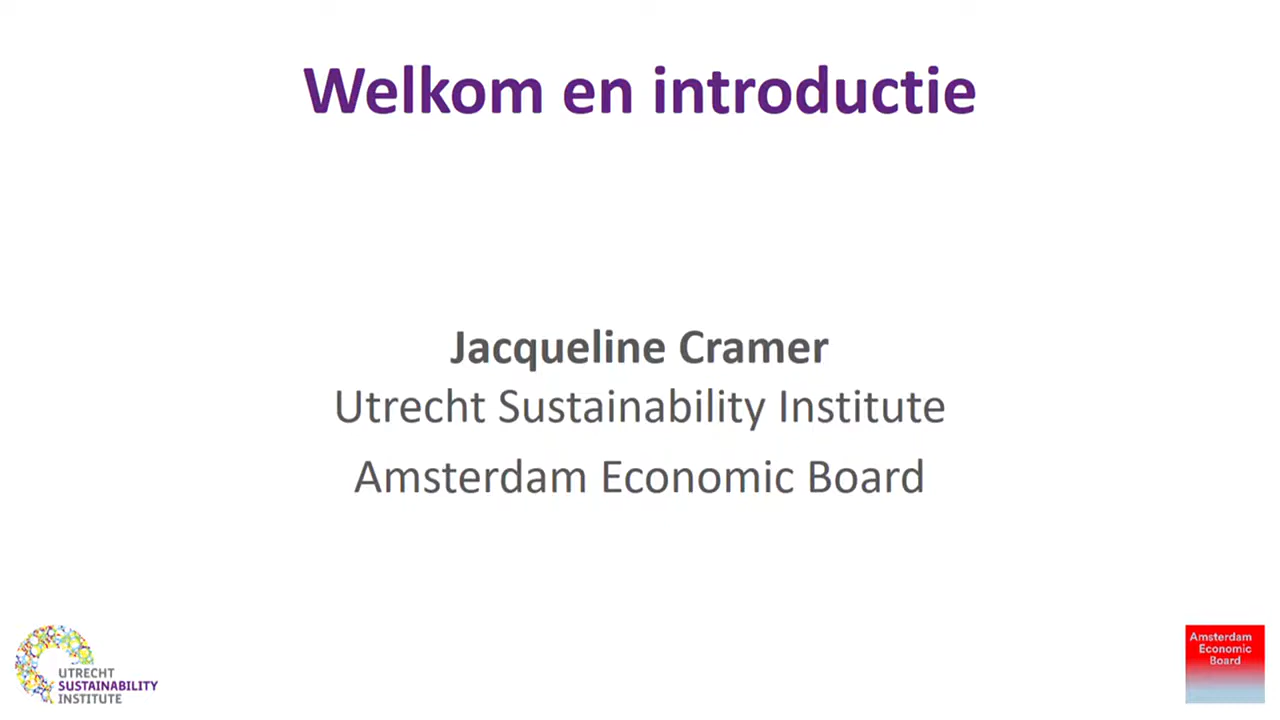 Welkom en introductie
Jacqueline Cramer
Utrecht Sustainability Institute
Amsterdam Economic Board
UTRECHT
SUSTAINABILITY
INSTITUTE
Amsterdam
Economic
Board